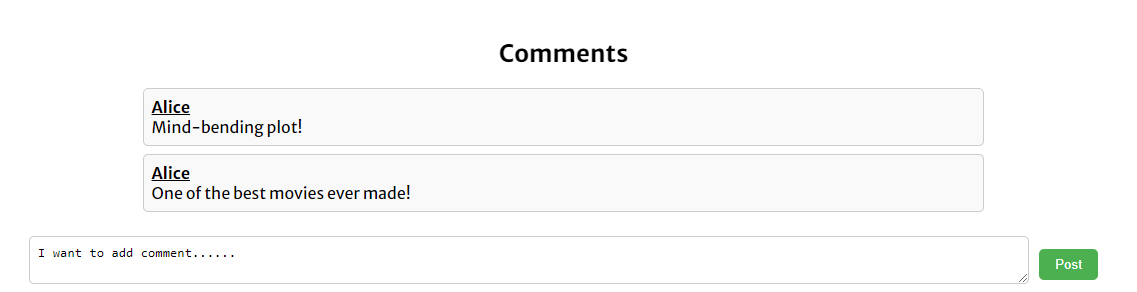 Comments
Alice
Mind-bending plot!
Alice
One of the best movies ever made!
I want to add comment......
Post